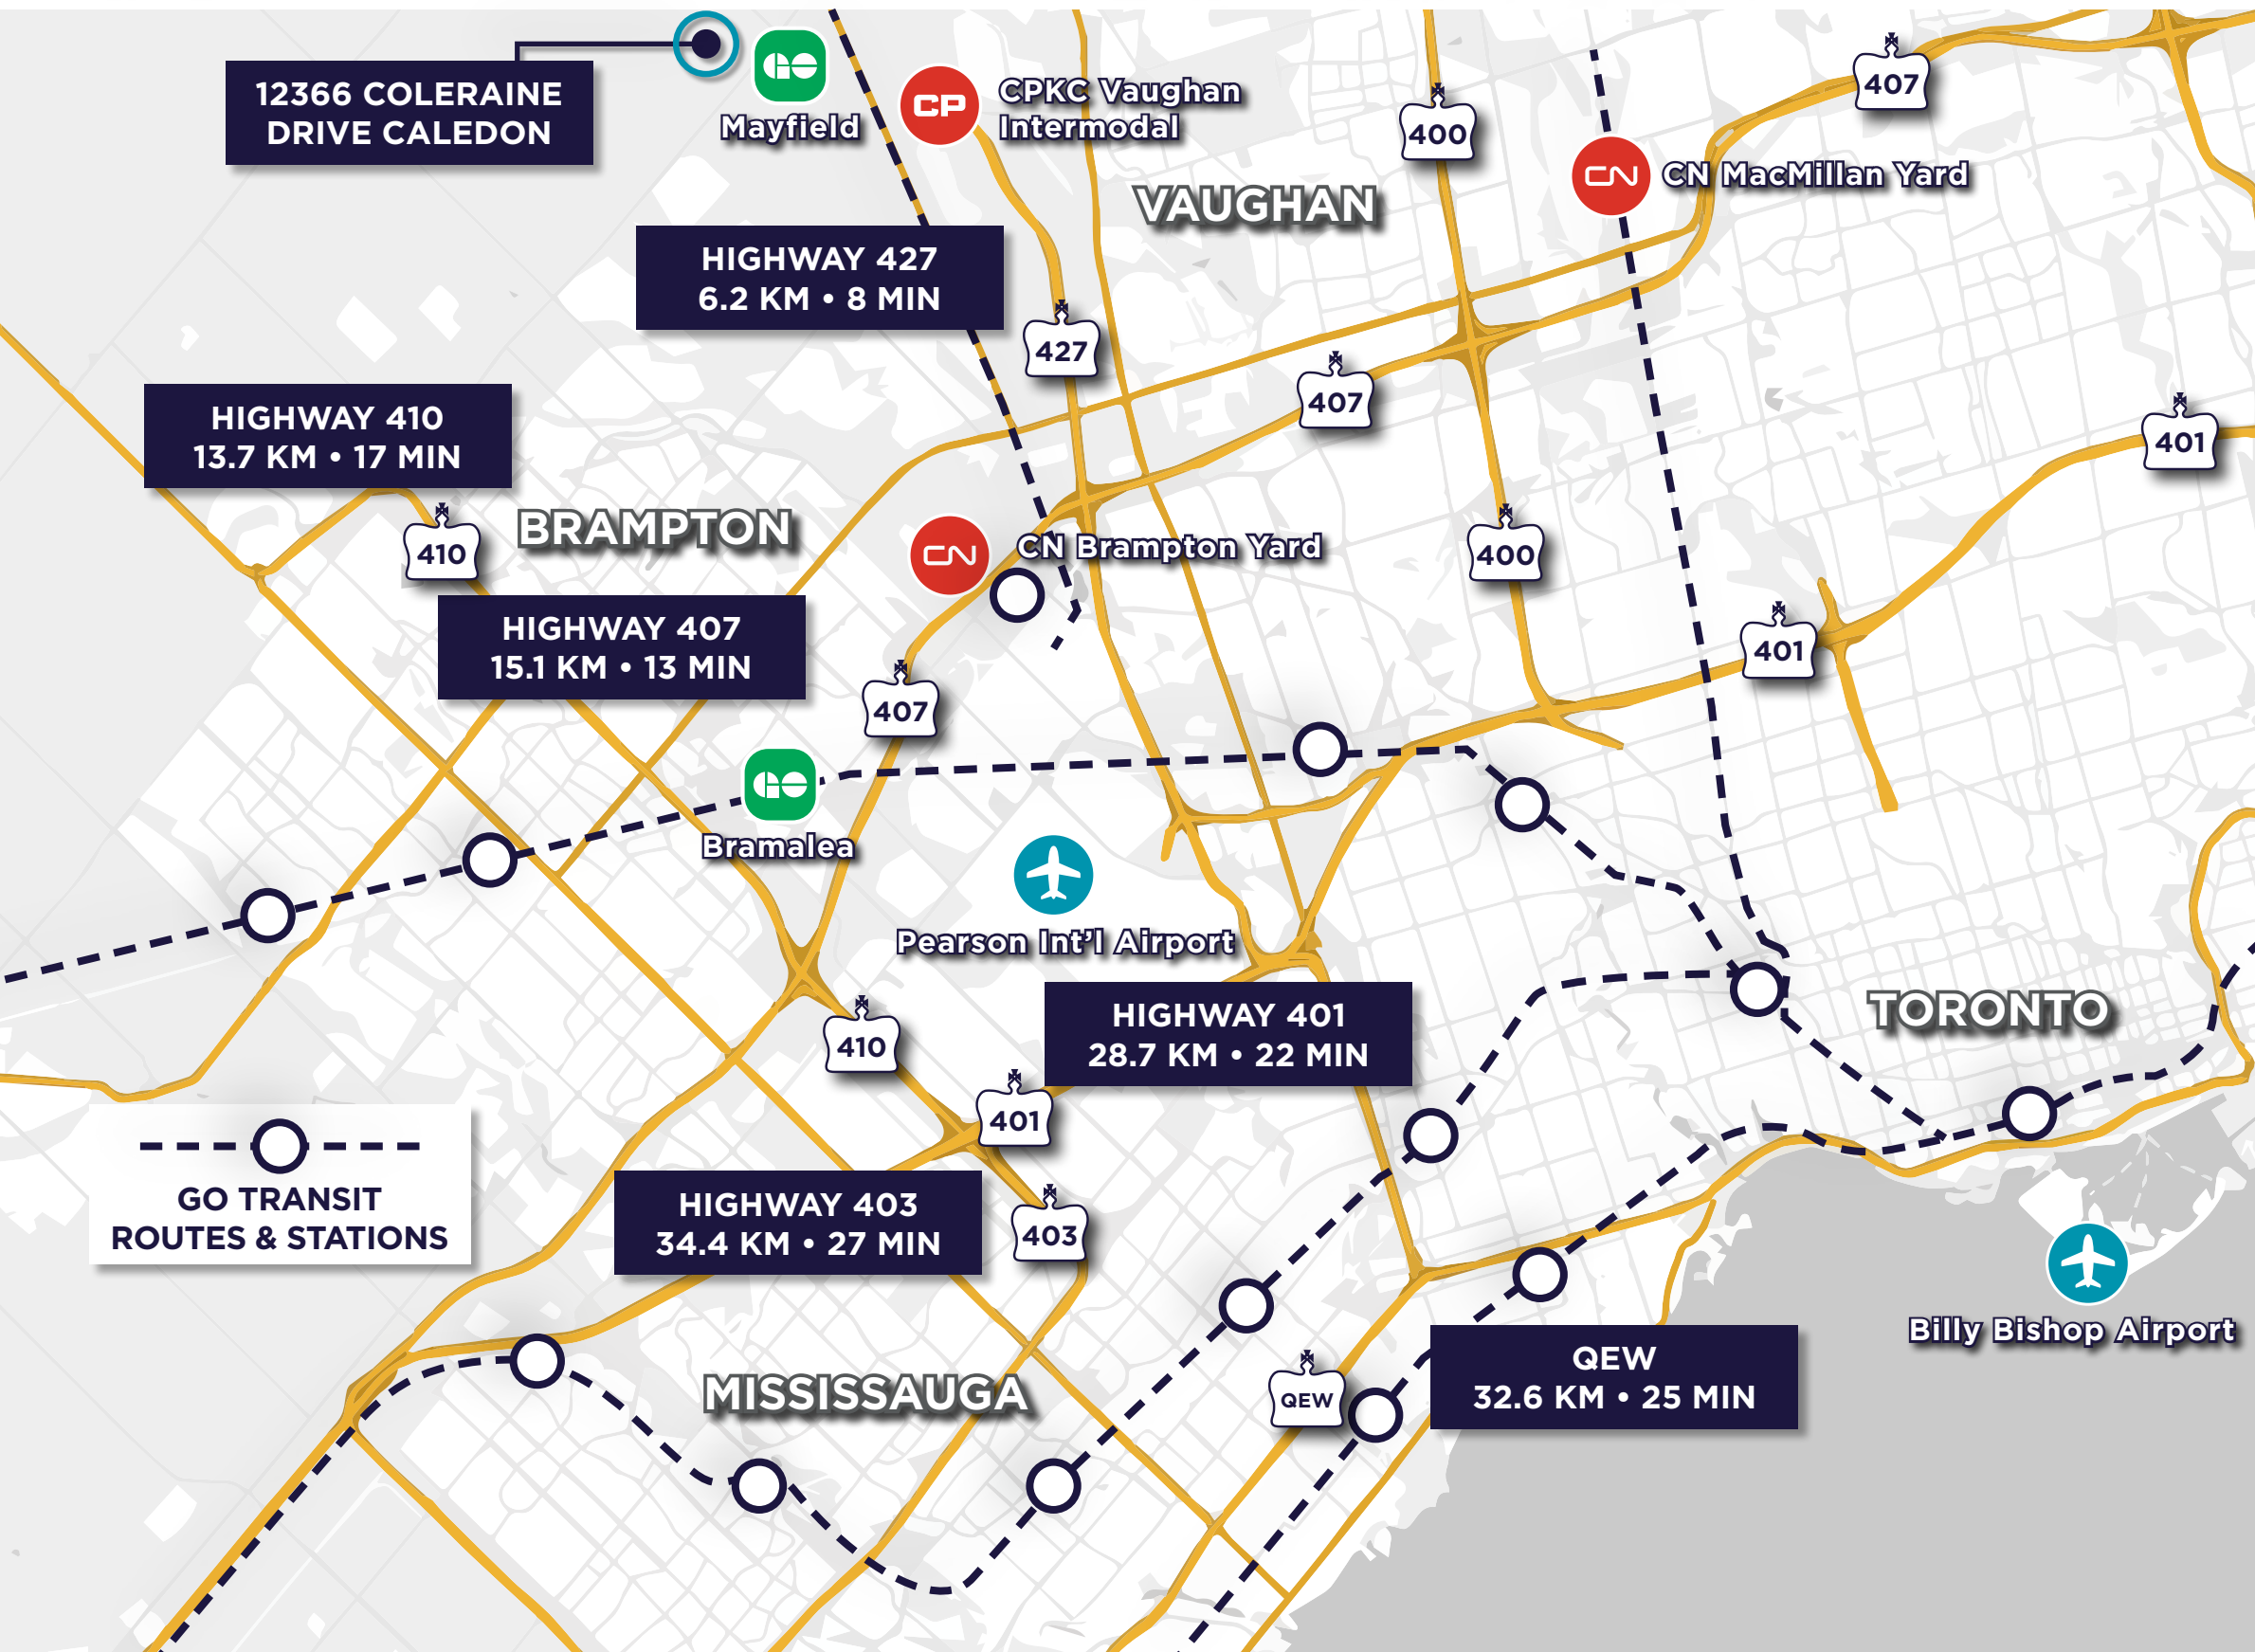 12366 COLERAINE
DRIVE CALEDON
Mayfield
CP
CPKC Vaughan
Intermodal
VAUGHAN
400
407
CN
CN MacMillan Yard
HIGHWAY 427
6.2 KM • 8 MIN
427
407
HIGHWAY 410
13.7 KM • 17 MIN
401
410
BRAMPTON
CN
CN Brampton Yard
400
HIGHWAY 407
15.1 KM • 13 MIN
401
407
Bramalea
Pearson Int'l Airport
HIGHWAY 401
28.7 KM • 22 MIN
TORONTO
410
401
GO TRANSIT
ROUTES & STATIONS
HIGHWAY 403
34.4 KM • 27 MIN
403
Billy Bishop Airport
MISSISSAUGA
QEW
QEW
32.6 KM • 25 MIN